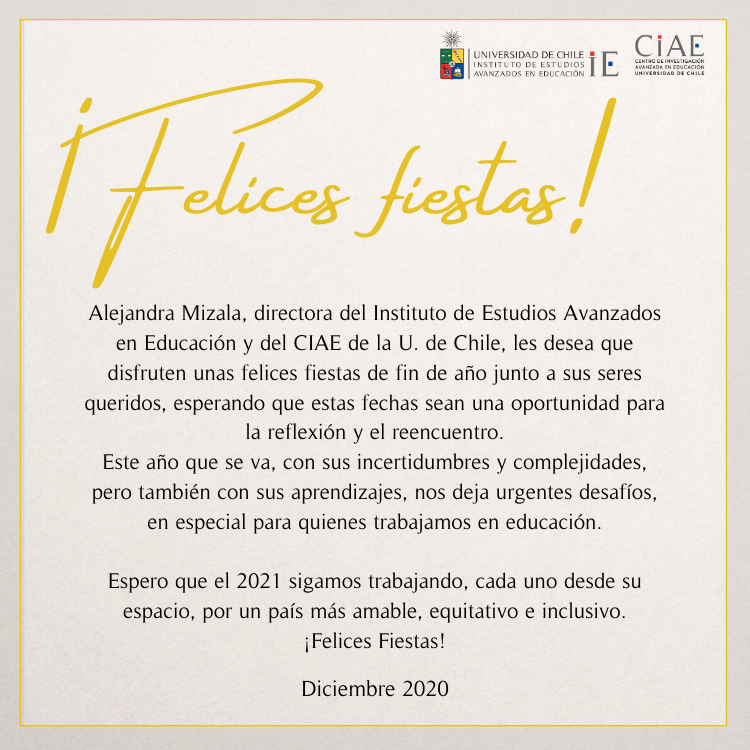 UNIVERSIDAD DE CHILE
INSTITUTO DE ESTUDIOS
AVANZADOS EN EDUCACIÓN
iE
CiAE
CENTRO DE INVESTIGACIÓN
AVANZADA EN EDUCACIÓN
UNIVERSIDAD DE CHILE
¡Felices fiestas!
Alejandra Mizala, directora del Instituto de Estudios Avanzados
en Educación y del CIAE de la U. de Chile, les desea que
disfruten unas felices fiestas de fin de año junto a sus seres
queridos, esperando que estas fechas sean una oportunidad para
la reflexión y el reencuentro.
Este año que se va, con sus incertidumbres y complejidades,
pero también con sus aprendizajes, nos deja urgentes desafíos,
en especial para quienes trabajamos en educación.
Espero que el 2021 sigamos trabajando, cada uno desde su
espacio, por un país más amable, equitativo e inclusivo.
¡Felices Fiestas!
Diciembre 2020